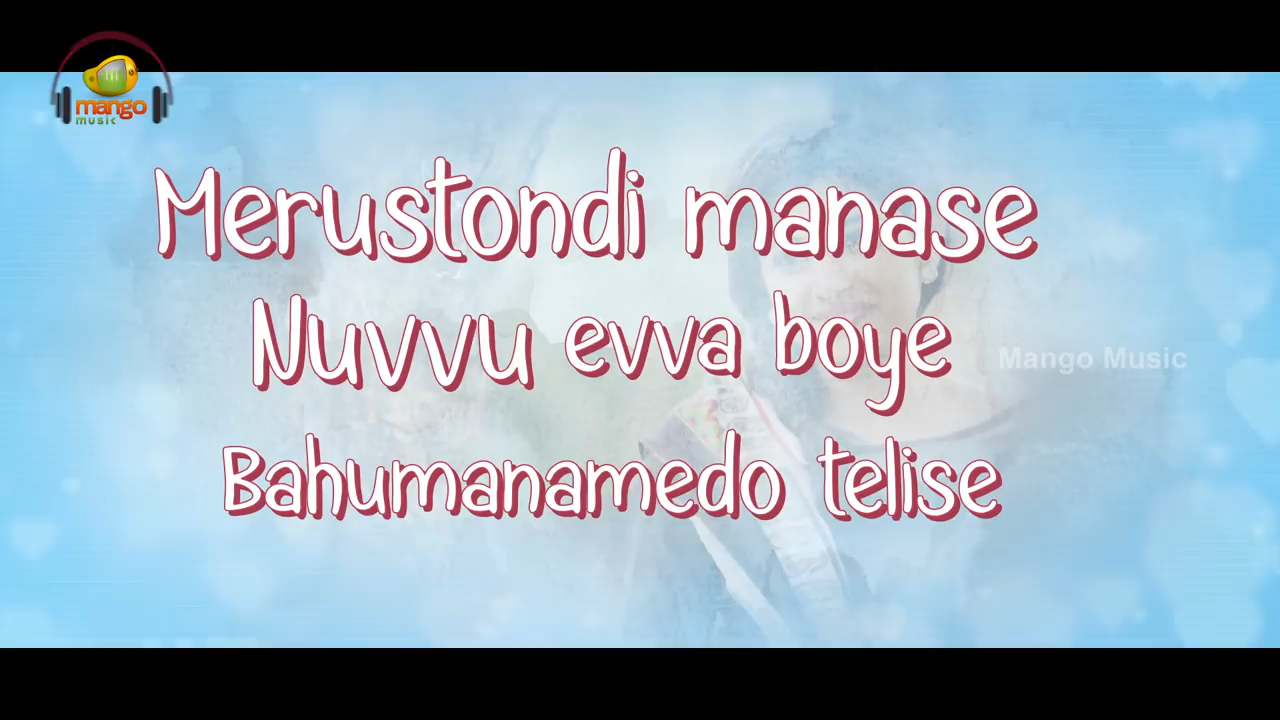 mango
music
Merustondi manase
Nuvvu evva boye
Mango Music
Bahumanamedo telise